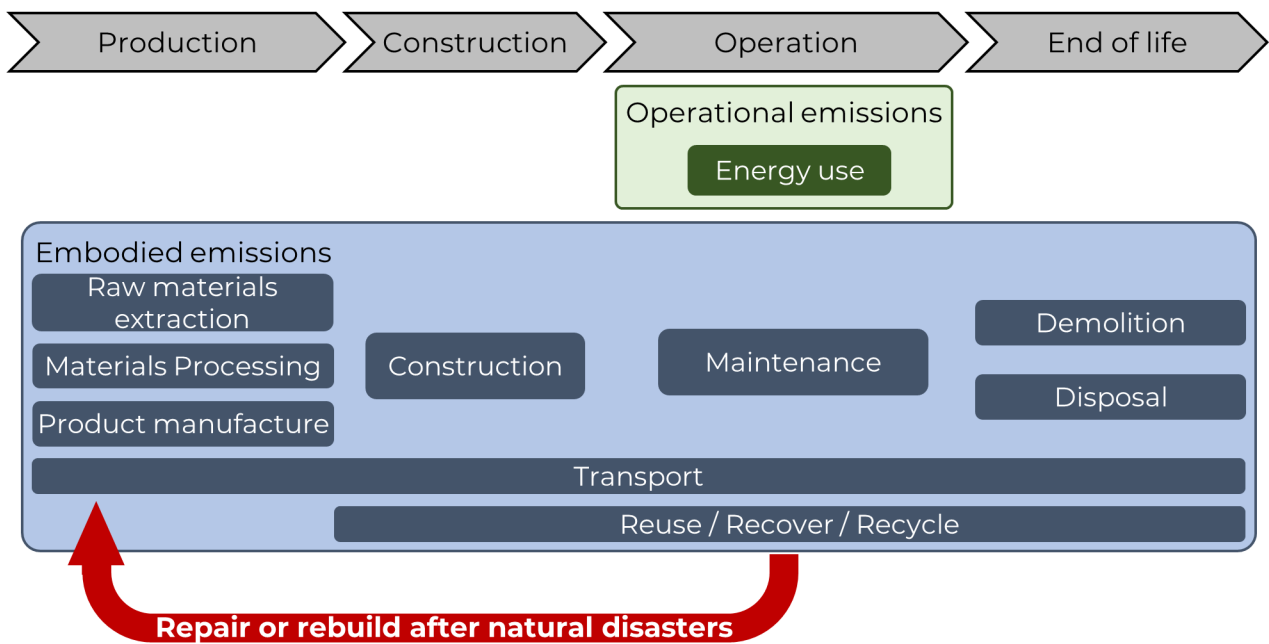 Production
Construction
Operation
End of life
Operational emissions
Energy use
Embodied emissions
Raw materials
extraction
Materials Processing
Product manufacture
Construction
Maintenance
Demolition
Disposal
Transport
Reuse / Recover / Recycle
Repair or rebuild after natural disasters